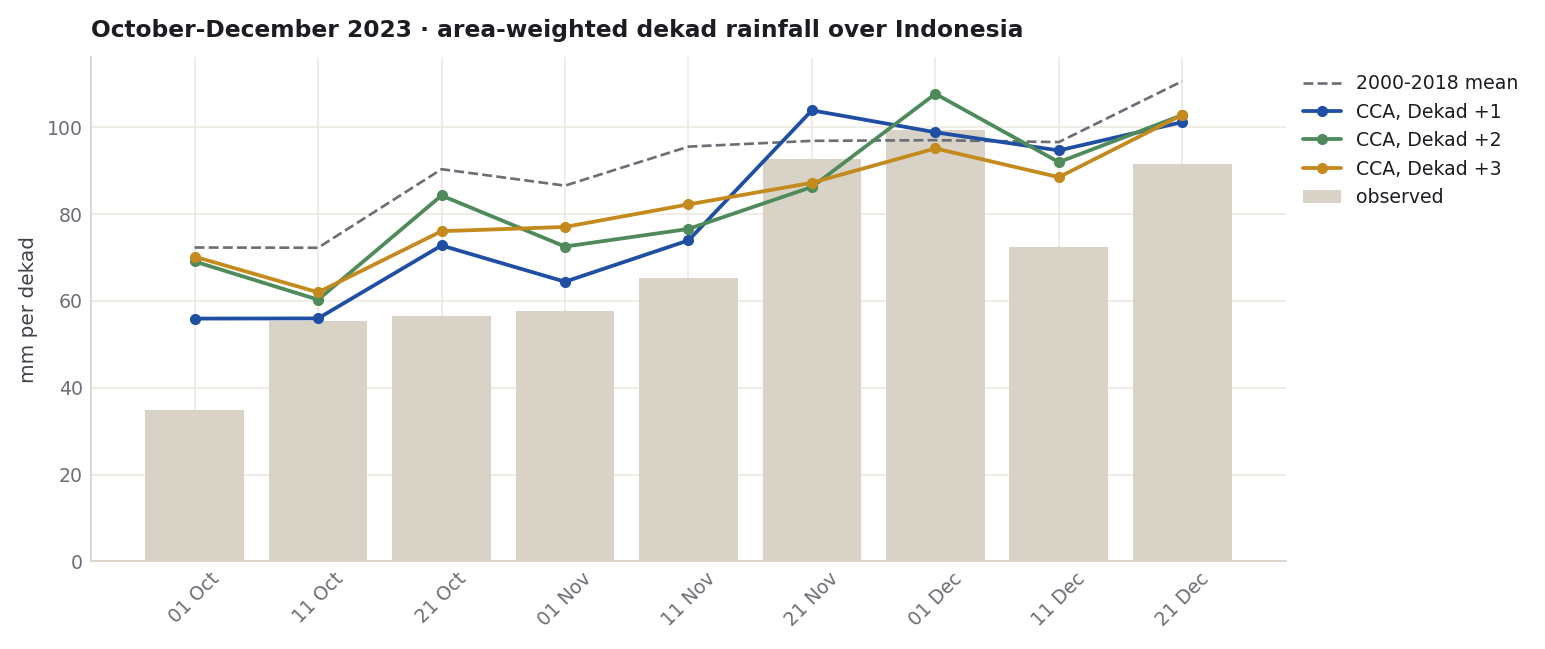 October-December 2023 · area-weighted dekad rainfall over Indonesia
mm per dekad
100
80
60
40
20
0
01 Oct
11 Oct
21 Oct
01 Nov
11 Nov
21 Nov
01 Dec
11 Dec
21 Dec
2000-2018 mean
CCA, Dekad +1
CCA, Dekad +2
CCA, Dekad +3
observed